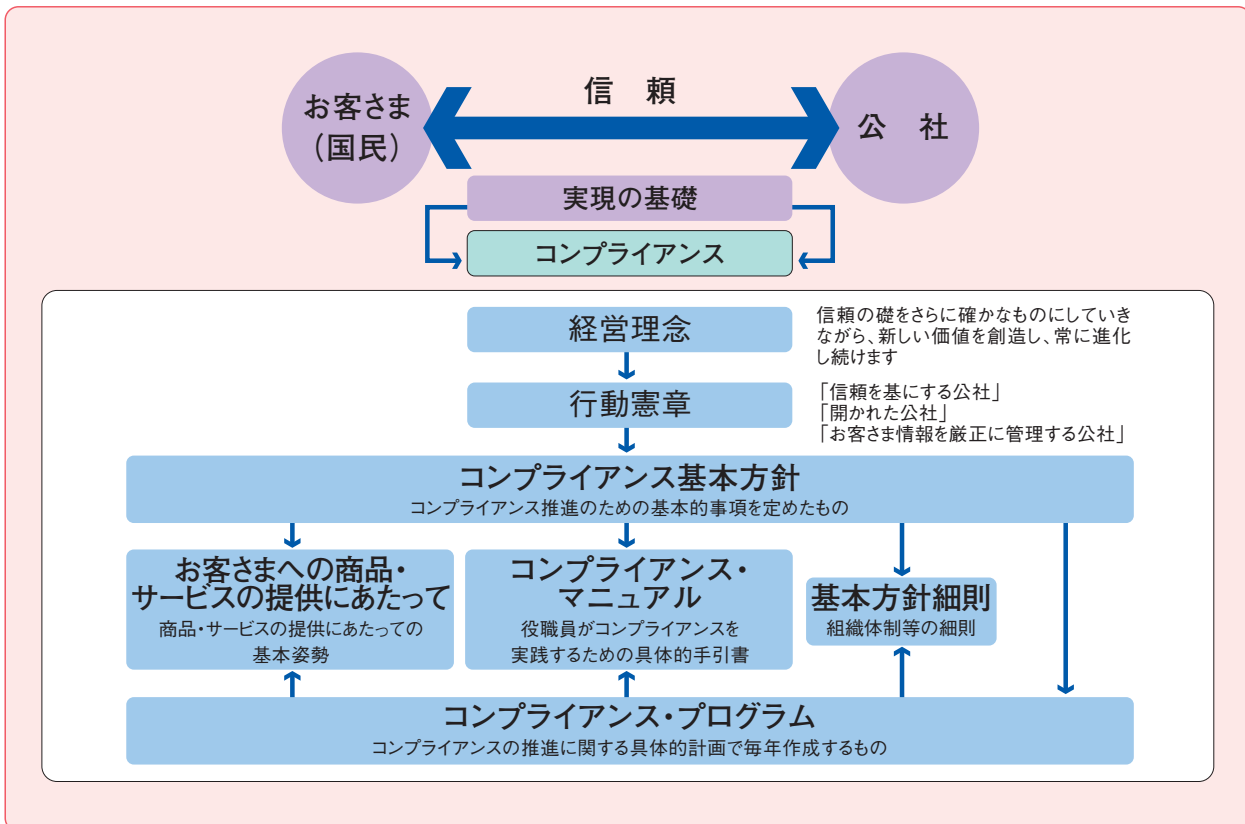 お客さま
（国民）
信　頼
公　社
実現の基礎
コンプライアンス
経営理念
信頼の礎をさらに確かなものにしていき
ながら、新しい価値を創造し、常に進化
し続けます
行動憲章
「信頼を基にする公社」
「開かれた公社」
「お客さま情報を厳正に管理する公社」
コンプライアンス基本方針
コンプライアンス推進のための基本的事項を定めたもの
お客さまへの商品・
サービスの提供にあたって
商品・サービスの提供にあたっての
基本姿勢
コンプライアンス・
マニュアル
役職員がコンプライアンスを
実践するための具体的手引書
基本方針細則
組織体制等の細則
コンプライアンス・プログラム
コンプライアンスの推進に関する具体的計画で毎年作成するもの